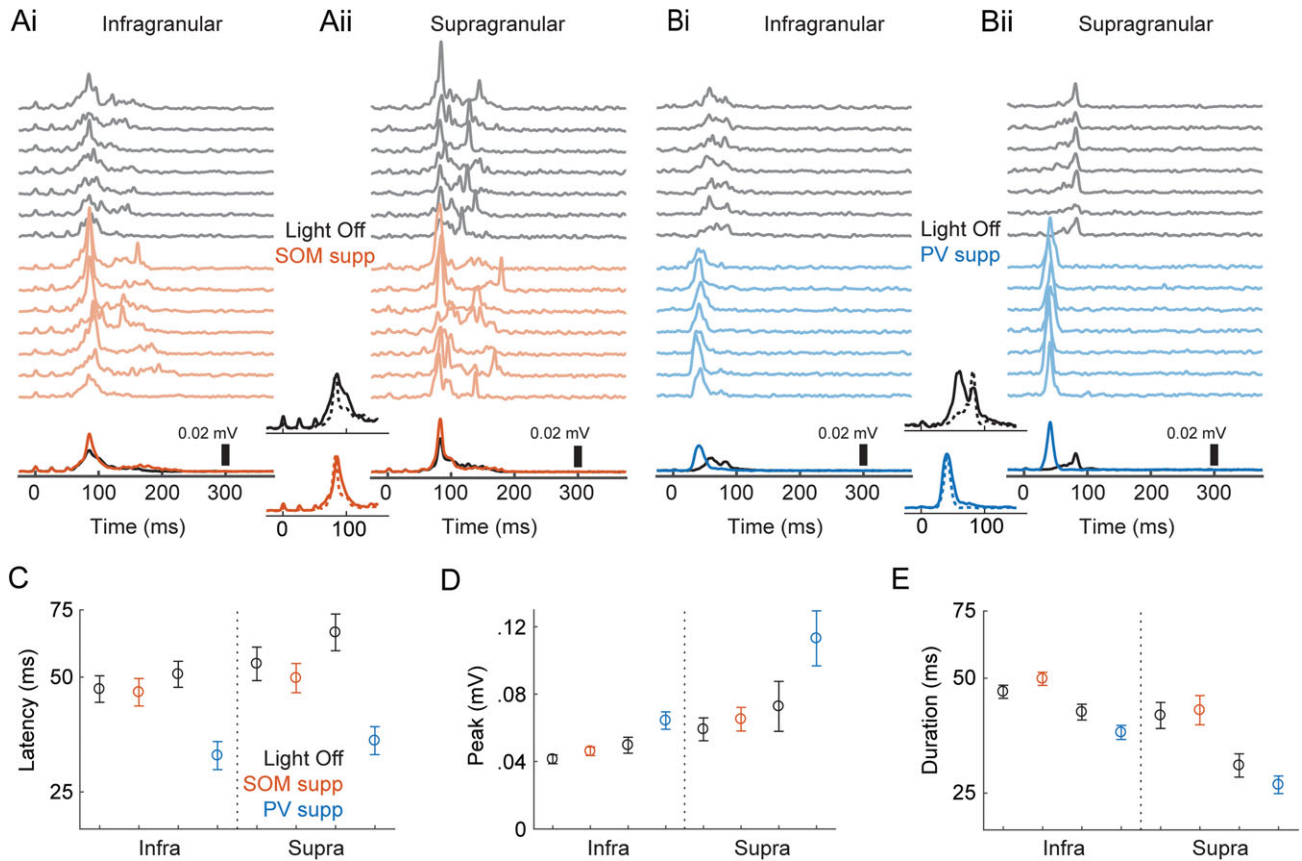 Ai Infragranular
Aii Supragranular
Bi Infragranular
Bii Supragranular
Light Off
SOM supp
Light Off
PV supp
0.02 mV
0.02 mV
0.02 mV
0.02 mV
0 100 200 300
0 100
0 100 200 300
0 100 200 300
0 100
0 100 200 300
Time (ms)
Time (ms)
Time (ms)
Time (ms)
C
75
50
25
Latency (ms)
Light Off
SOM supp
PV supp
Infra Supra
D
.12
.08
.04
0
Peak (mV)
Infra Supra
E
75
50
25
Duration (ms)
Infra Supra